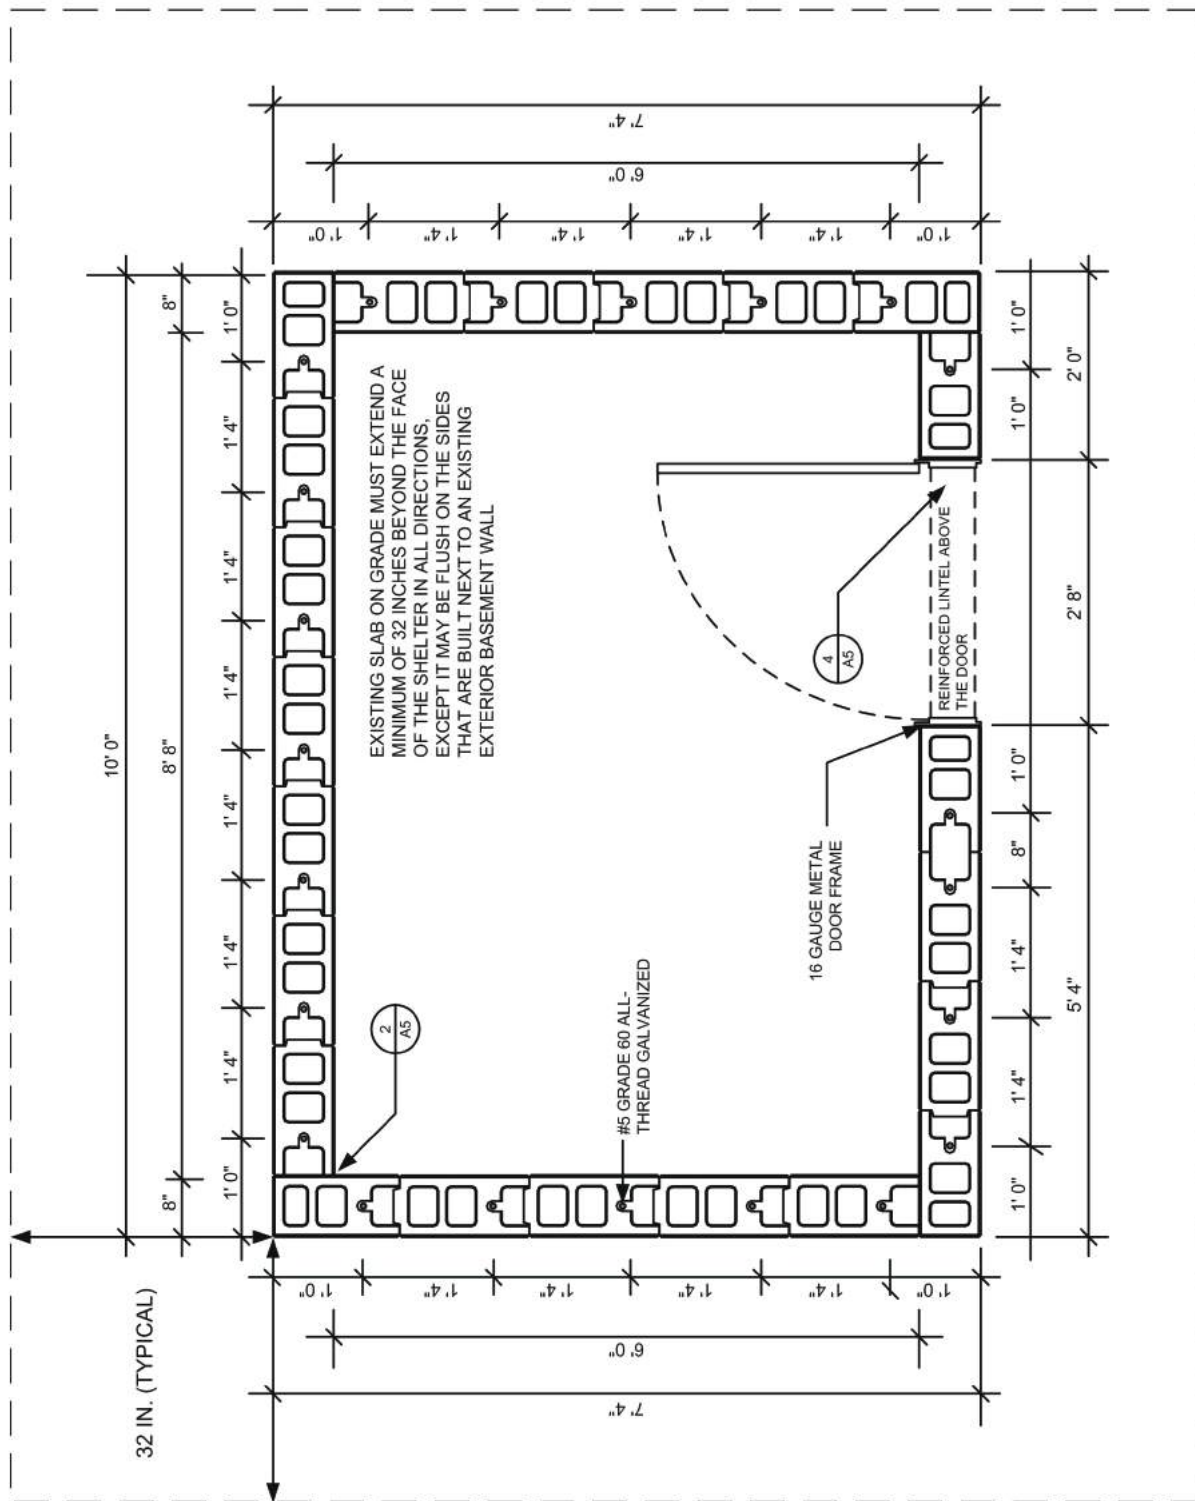 32 IN. (TYPICAL)
10' 0"
8"
8' 8"
8"
1' 0"
1' 4"
1' 4"
1' 4"
1' 4"
1' 4"
1' 4"
1' 0"
7' 4"
6' 0"
1' 0"
1' 4"
1' 4"
1' 4"
1' 4"
1' 0"
2
A5
EXISTING SLAB ON GRADE MUST EXTEND A
MINIMUM OF 32 INCHES BEYOND THE FACE
OF THE SHELTER IN ALL DIRECTIONS,
EXCEPT IT MAY BE FLUSH ON THE SIDES
THAT ARE BUILT NEXT TO AN EXISTING
EXTERIOR BASEMENT WALL
#5 GRADE 60 ALL-
THREAD GALVANIZED
16 GAUGE METAL
DOOR FRAME
4
A5
REINFORCED LINTEL ABOVE
THE DOOR
1' 0"
1' 4"
1' 4"
1' 4"
1' 4"
1' 0"
6' 0"
7' 4"
1' 0"
1' 4"
1' 4"
8"
1' 0"
1' 0"
1' 0"
5' 4"
2' 8"
2' 0"